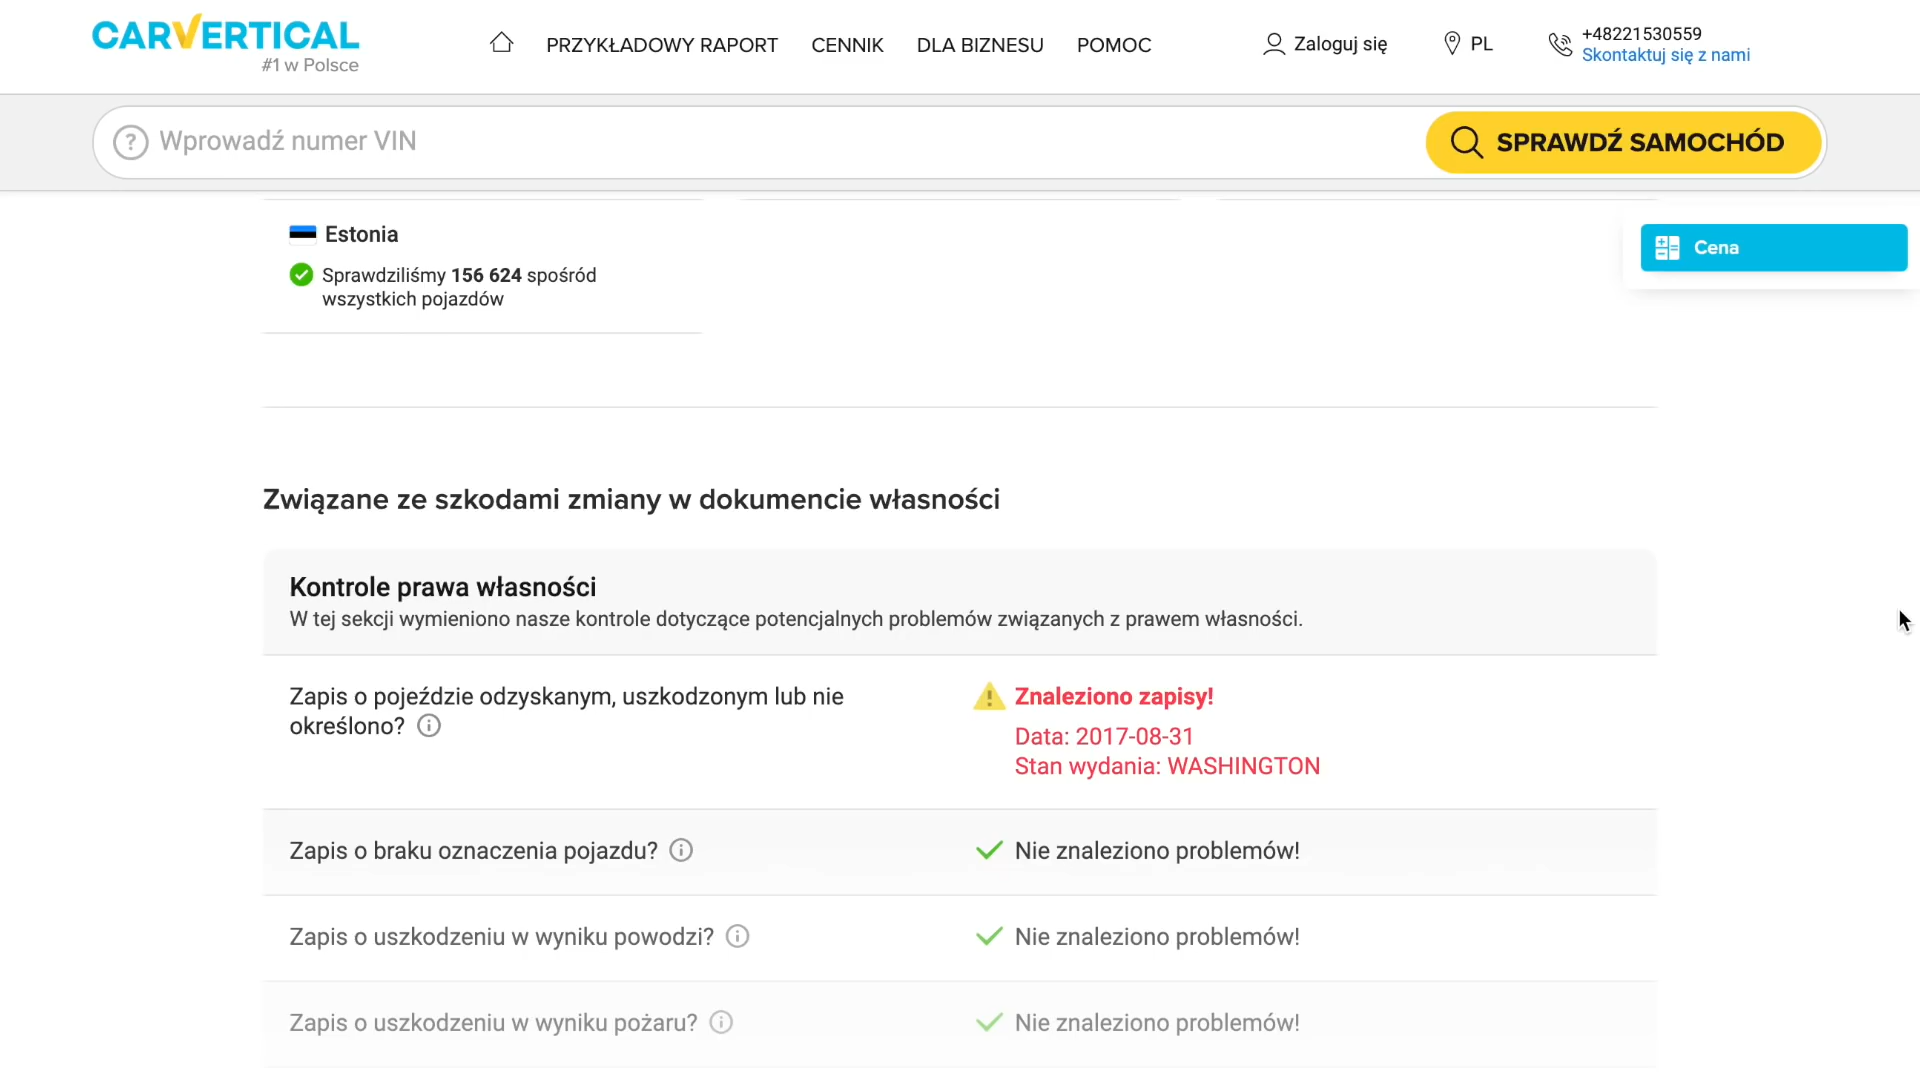 CARVERTICAL
#1 w Polsce
PRZYKŁADOWY RAPORT
CENNIK
DLA BIZNESU
POMOC
Zaloguj się
PL
+48221530559
Skontaktuj się z nami
Wprowadź numer VIN
SPRAWDŹ SAMOCHÓD
Estonia
Sprawdziliśmy 156 624 spośród
wszystkich pojazdów
Cena
Związane ze szkodami zmiany w dokumencie własności
Kontrole prawa własności
W tej sekcji wymieniono nasze kontrole dotyczące potencjalnych problemów związanych z prawem własności.
Zapis o pojeździe odzyskanym, uszkodzonym lub nie
określono?
Znaleziono zapisy!
Data: 2017-08-31
Stan wydania: WASHINGTON
Zapis o braku oznaczenia pojazdu?
Nie znaleziono problemów!
Zapis o uszkodzeniu w wyniku powodzi?
Nie znaleziono problemów!
Zapis o uszkodzeniu w wyniku pożaru?
Nie znaleziono problemów!